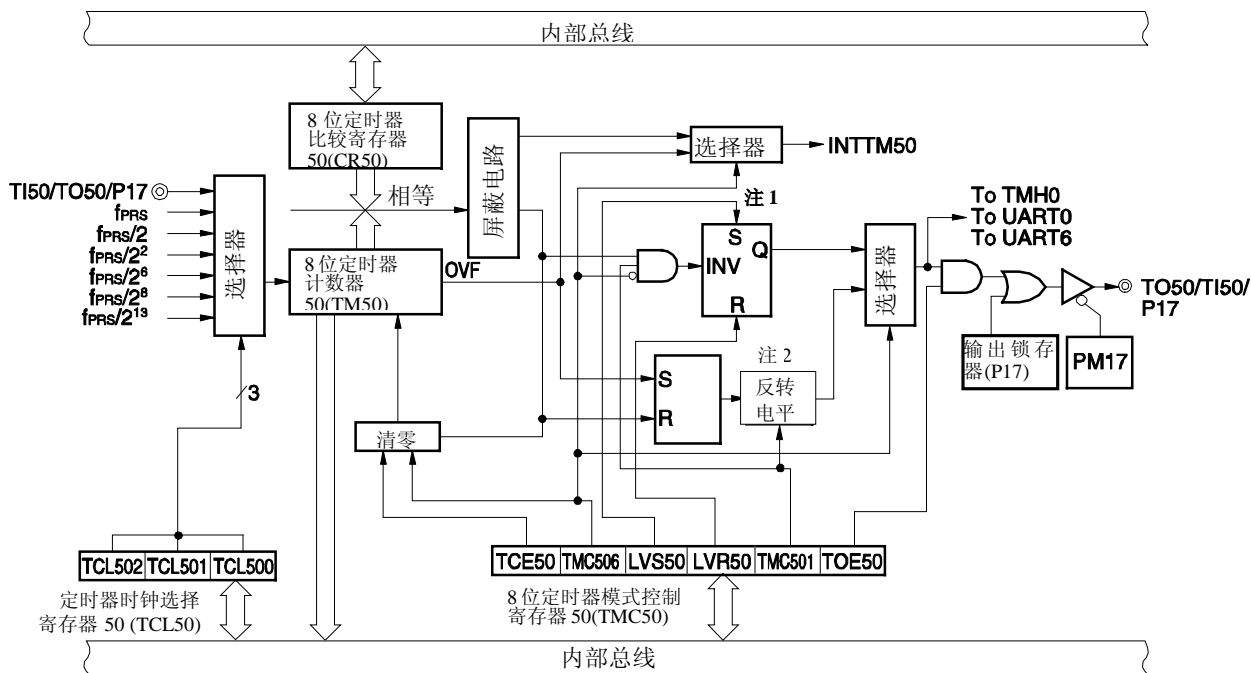 内部总线
8 位定时器
比较寄存器
50(CR50)
屏蔽电路
选择器
INTTM50
相等
TI50/TO50/P17
fPRS
fPRS/2
fPRS/2²
fPRS/2⁶
fPRS/2⁸
fPRS/2¹³
选择器
8 位定时器
计数器
50(TM50)
OVF
注 1
S
Q
INV
R
选择器
To TMH0
To UART0
To UART6
TO50/TI50/
P17
输出锁存
器(P17)
PM17
注 2
S
R
反转
电平
3
清零
TCL502 TCL501 TCL500
定时器时钟选择
寄存器 50 (TCL50)
TCE50 TMC506 LVS50 LVR50 TMC501 TOE50
8 位定时器模式控制
寄存器 50(TMC50)
内部总线